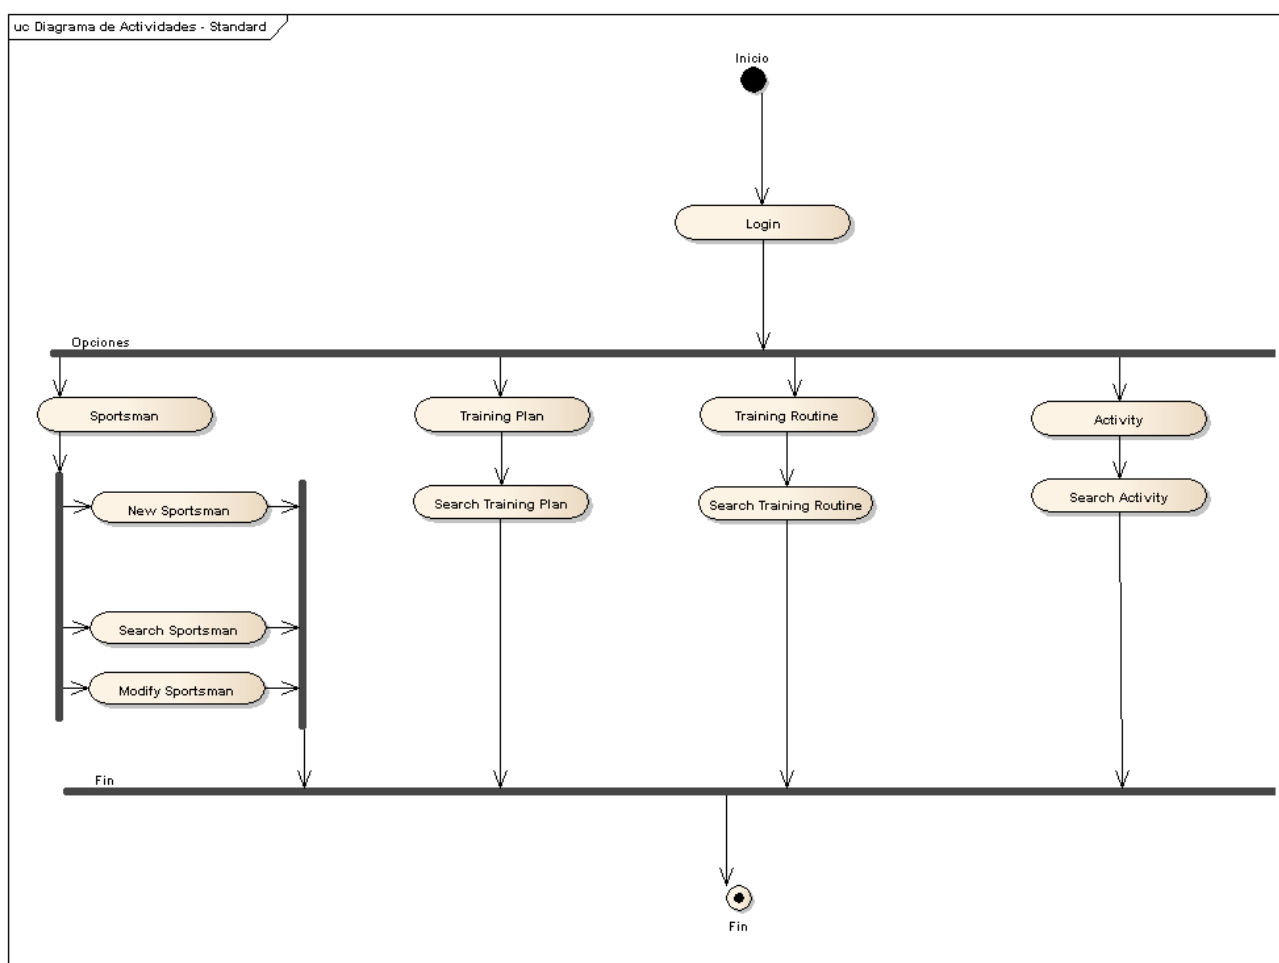 uc Diagrama de Actividades - Standard
Inicio
Login
Opciones
Sportsman
Training Plan
Training Routine
Activity
New Sportsman
Search Training Plan
Search Training Routine
Search Activity
Search Sportsman
Modify Sportsman
Fin
Fin